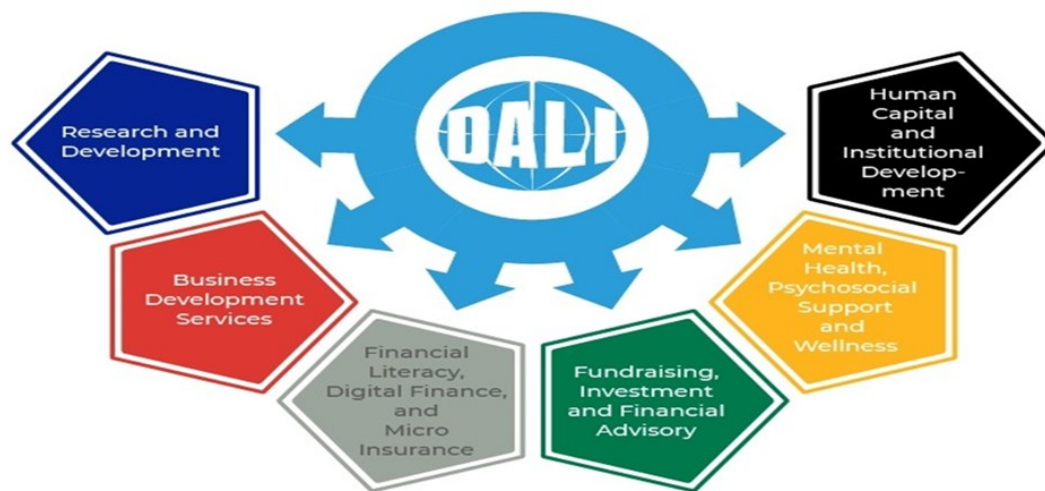 DALI
Research and
Development
Business
Development
Services
Financial
Literacy,
Digital Finance,
and
Micro
Insurance
Fundraising,
Investment
and Financial
Advisory
Mental
Health,
Psychosocial
Support
and
Wellness
Human
Capital
and
Institutional
Develop-
ment